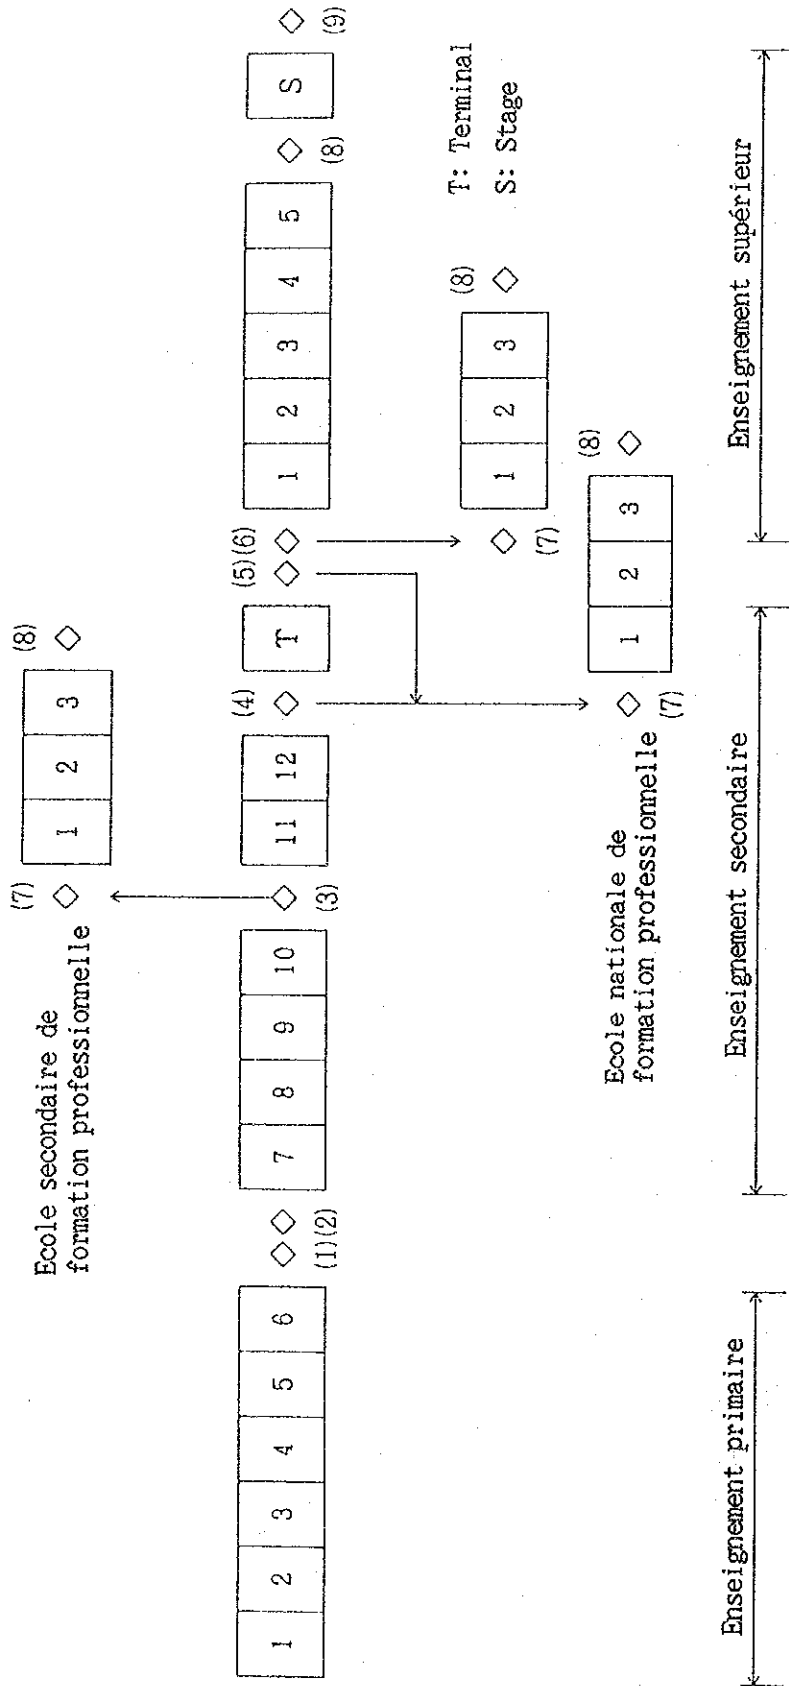 Ecole secondaire de
formation professionnelle
(7)
1 2 3
(8)
1 2 3 4 5 6
(1)(2)
7 8 9 10
(3)
11 12
(4)
T
(5)(6)
1 2 3 4 5
(8)
S
(9)
(7)
1 2 3
(8)
T: Terminal
S: Stage
Ecole nationale de
formation professionnelle
(7)
1 2 3
(8)
Enseignement primaire
Enseignement secondaire
Enseignement supérieur